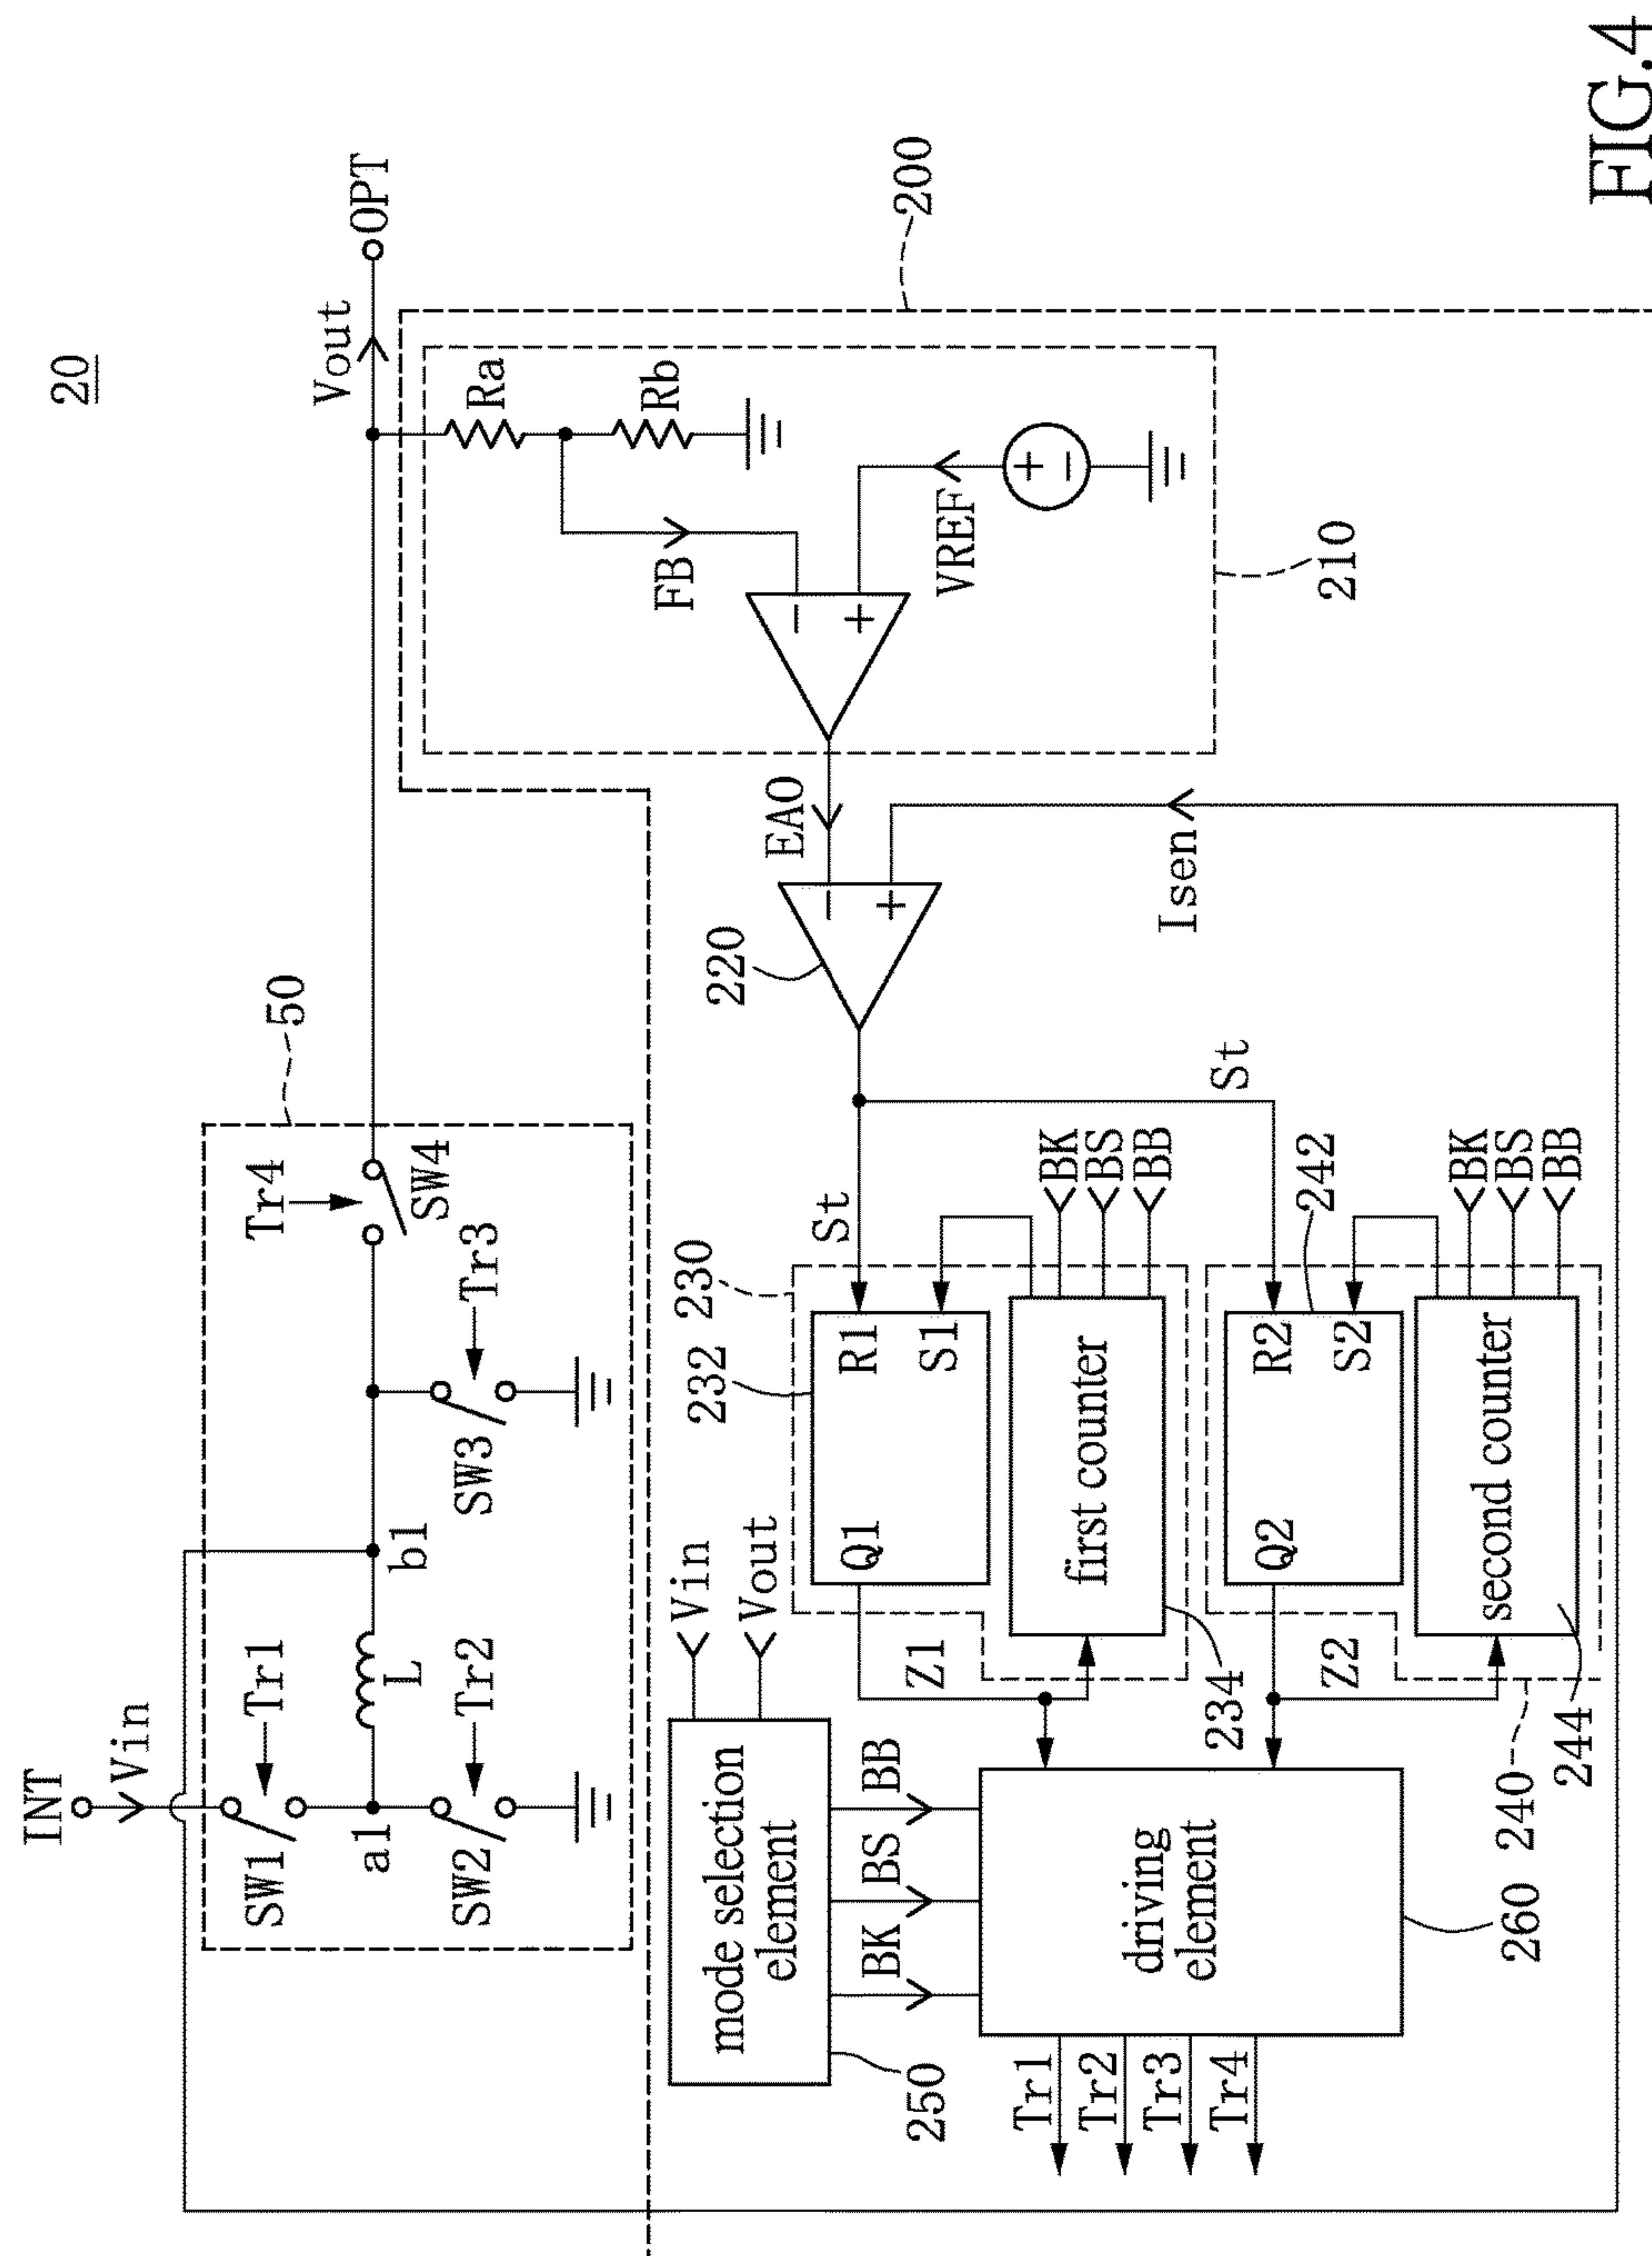 20
INT
Vin
SW1
Tr1
a1
SW2
Tr2
L
b1
SW3
Tr3
Tr4
SW4
50
Vout
OPT
200
Ra
Rb
FB
VREF
+
−
−
+
210
EAO
−
+
220
Isen
St
St
230
232
R1
S1
Q1
first counter
BK
BS
BB
234
Z1
242
R2
S2
Q2
second counter
BK
BS
BB
244
Z2
240
Vin
Vout
mode selection
element
250
BK
BS
BB
driving
element
260
Tr1
Tr2
Tr3
Tr4
FIG.4